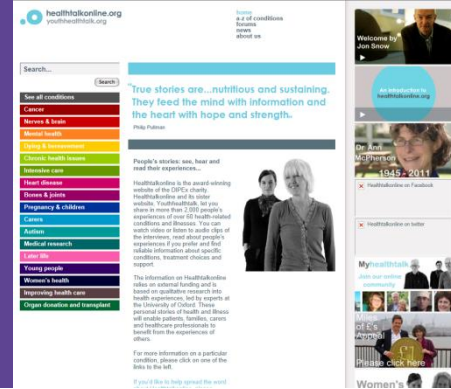 healthtalkonline.org
youthhealthtalk.org
home
a-z of conditions
forums
news
about us
Search...
Search
See all conditions
Cancer
Nerves & brain
Mental health
Dying & bereavement
Chronic health issues
Intensive care
Heart disease
Bones & joints
Pregnancy & children
Carers
Autism
Medical research
Later life
Young people
Women's health
Improving health care
Organ donation and transplant
"True stories are...nutritious and sustaining.
They feed the mind with information and
the heart with hope and strength."
Philip Pullman
People's stories: see, hear and
read their experiences...
Healthtalkonline is the award-winning
website of the DIPEx charity
Healthtalkonline and its sister
website, Youthhealthtalk, let you
share in more than 2,000 people's
experiences of over 60 health-related
conditions and illnesses. You can
watch video or listen to audio clips of
the interviews, read about people's
experiences if you prefer and find
reliable information about specific
conditions, treatment choices and
support.
The information on Healthtalkonline
relies on external funding and is
based on qualitative research into
health experiences, led by experts at
the University of Oxford. These
personal stories of health and illness
will enable patients, families, carers
and healthcare professionals to
benefit from the experiences of
others.
For more information on a particular
condition, please click on one of the
links to the left.
If you'd like to help spread the word
Welcome by
Jon Snow
An introduction to
healthtalkonline.org
Dr Ann
McPherson
1945 - 2011
Healthtalkonline on Facebook
Healthtalkonline on twitter
Myhealthtalk
Join our online
community
Miles
of £'s
Appeal
£1
Please click here
Women's